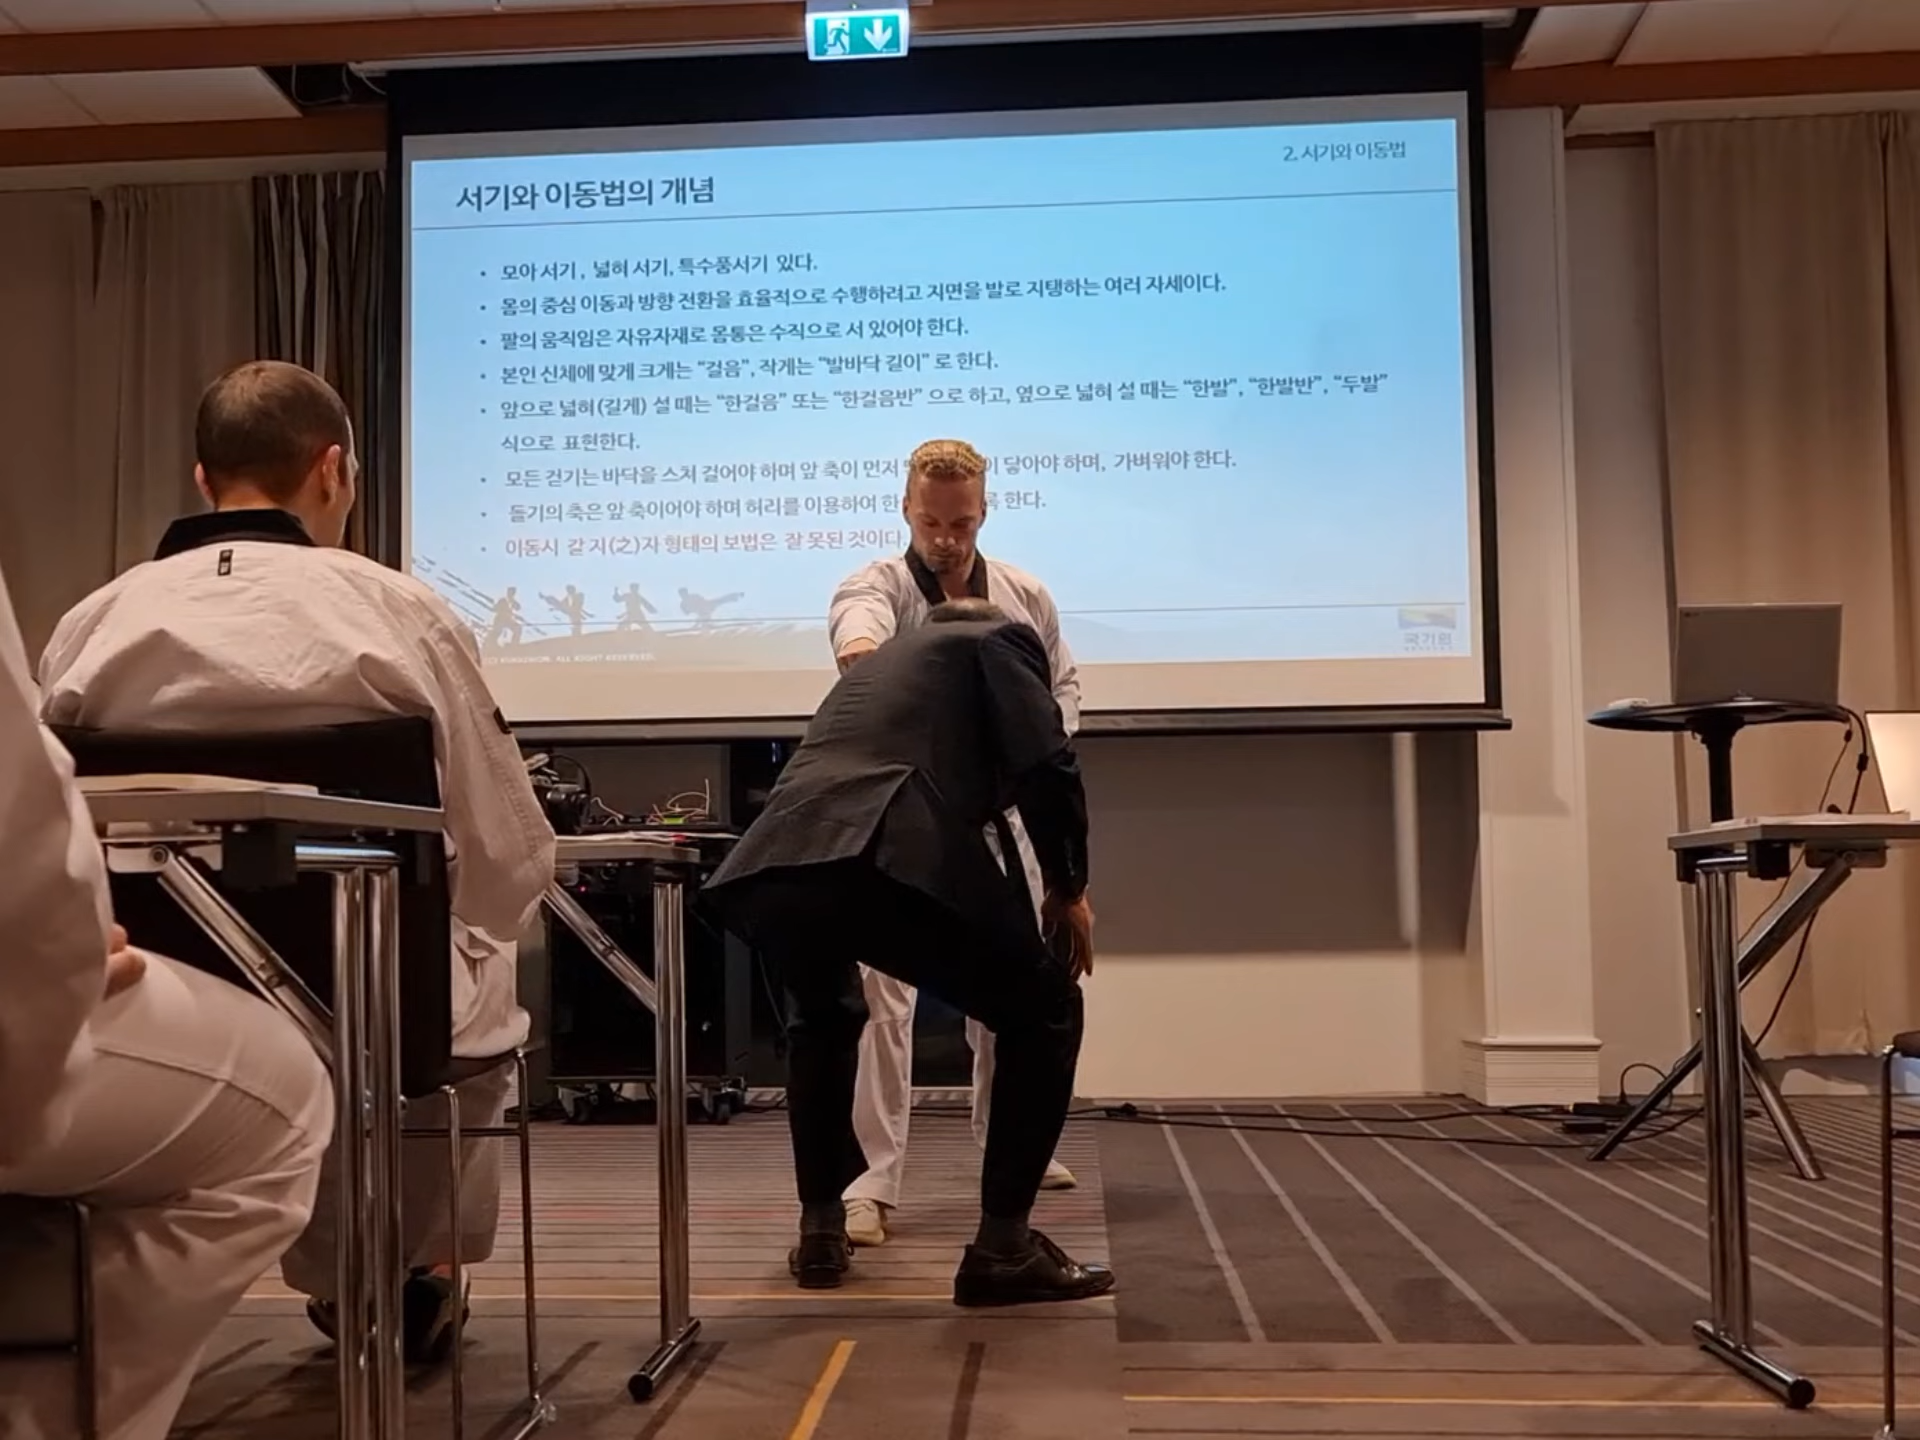 2. 서기와 이동법
서기와 이동법의 개념
• 모아 서기, 넓혀 서기, 특수품서기 있다.
• 몸의 중심 이동과 방향 전환을 효율적으로 수행하려고 지면을 발로 지탱하는 여러 자세이다.
• 팔의 움직임은 자유자재로 몸통은 수직으로 서 있어야 한다.
• 본인 신체에 맞게 크게는 “걸음”, 작게는 “발바닥 길이” 로 한다.
• 앞으로 넓혀(길게) 설 때는 “한걸음” 또는 “한걸음반” 으로 하고, 옆으로 넓혀 설 때는 “한발”, “한발반”, “두발”
식으로 표현한다.
• 모든 걷기는 바닥을 스쳐 걸어야 하며 앞 축이 먼저 닿아야 하며, 가벼워야 한다.
• 돌기의 축은 앞 축이어야 하며 허리를 이용하여 한다.
• 이동시 갈 지(之)자 형태의 보법은 잘 못된 것이다.
KUKKIWON. ALL RIGHT RESERVED.
국기원